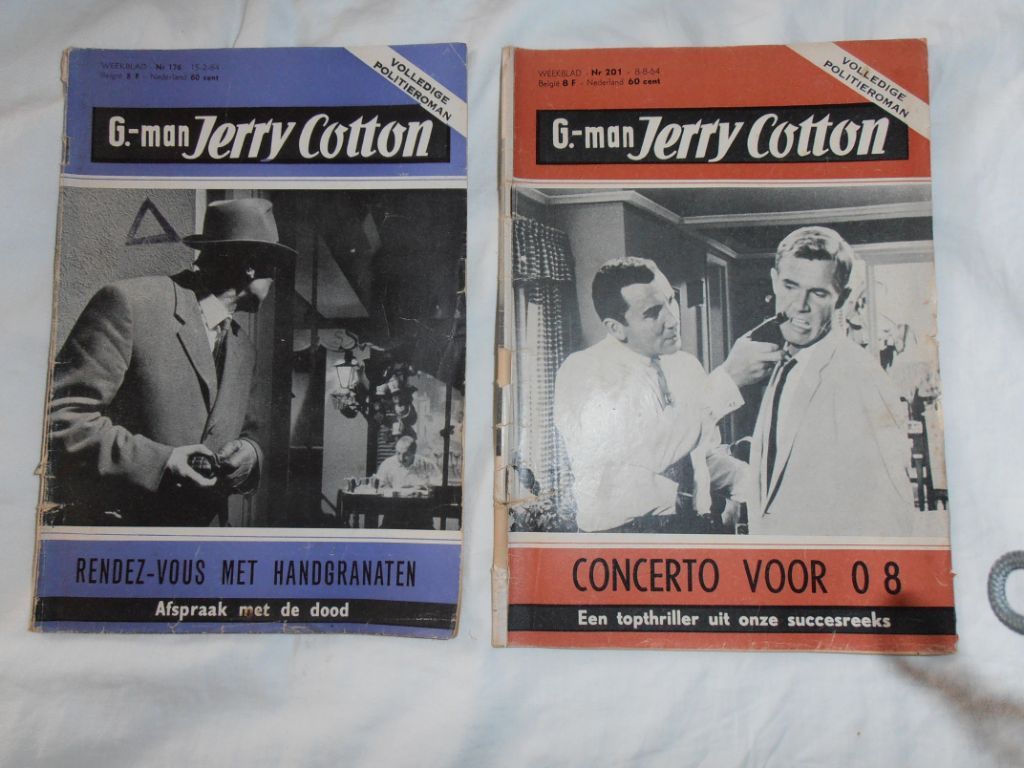 WEEKBLAD - Nr 176 - 15-2-64
België 8 F - Nederland 60 cent
VOLLEDIGE
POLITIEROMAN
G.-man Jerry Cotton
RENDEZ-VOUS MET HANDGRANATEN
Afspraak met de dood
WEEKBLAD - Nr 201 - 8-8-64
België 8 F - Nederland 60 cent
VOLLEDIGE
POLITIEROMAN
G.-man Jerry Cotton
CONCERTO VOOR 0 8
Een topthriller uit onze succesreeks